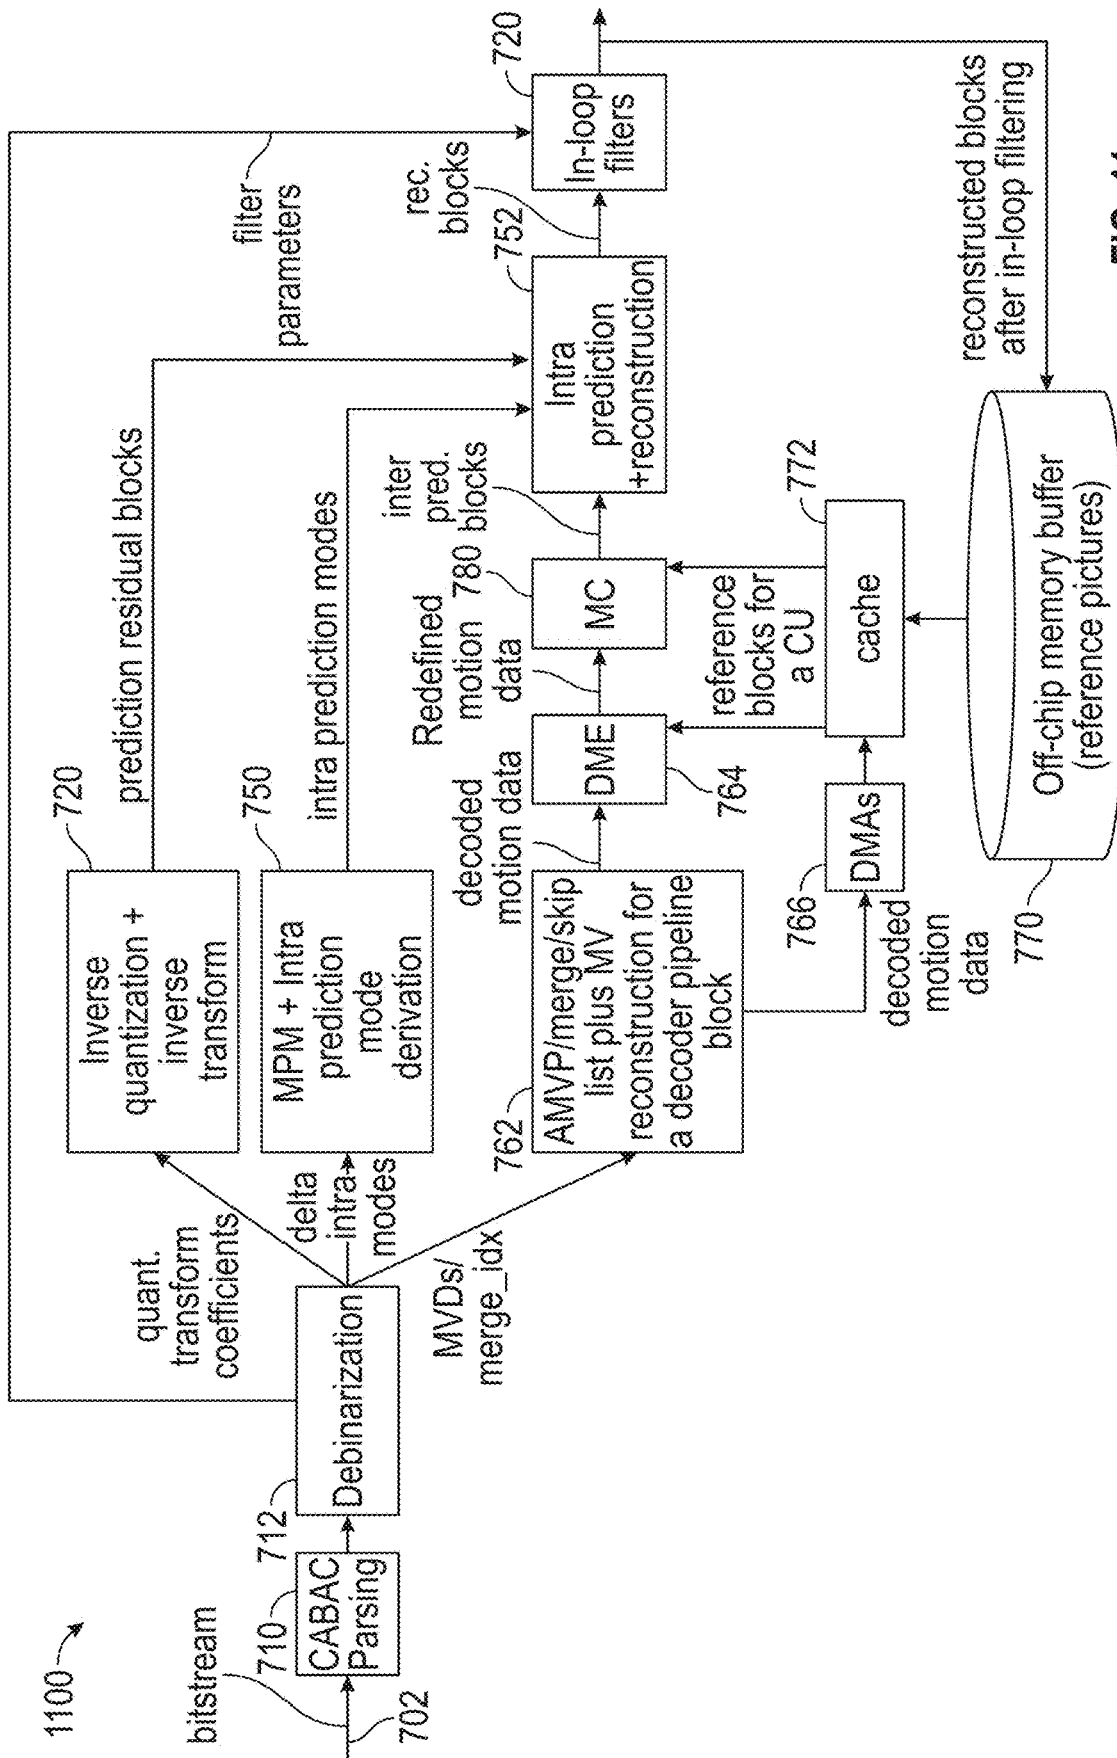 1100
bitstream
702
710
CABAC
Parsing
712
Debinarization
quant.
transform
coefficients
delta
intra-
modes
MVDs/
merge_idx
720
Inverse
quantization +
inverse
transform
750
MPM + Intra
prediction
mode
derivation
762
AMVP/merge/skip
list plus MV
reconstruction for
a decoder pipeline
block
prediction residual blocks
intra prediction modes
decoded
motion data
DME
764
Redefined
motion
data
780
MC
inter
pred.
blocks
752
Intra
prediction
+reconstruction
rec.
blocks
filter
parameters
720
In-loop
filters
reference
blocks for
a CU
772
cache
766
DMAs
decoded
motion
data
770
Off-chip memory buffer
(reference pictures)
reconstructed blocks
after in-loop filtering